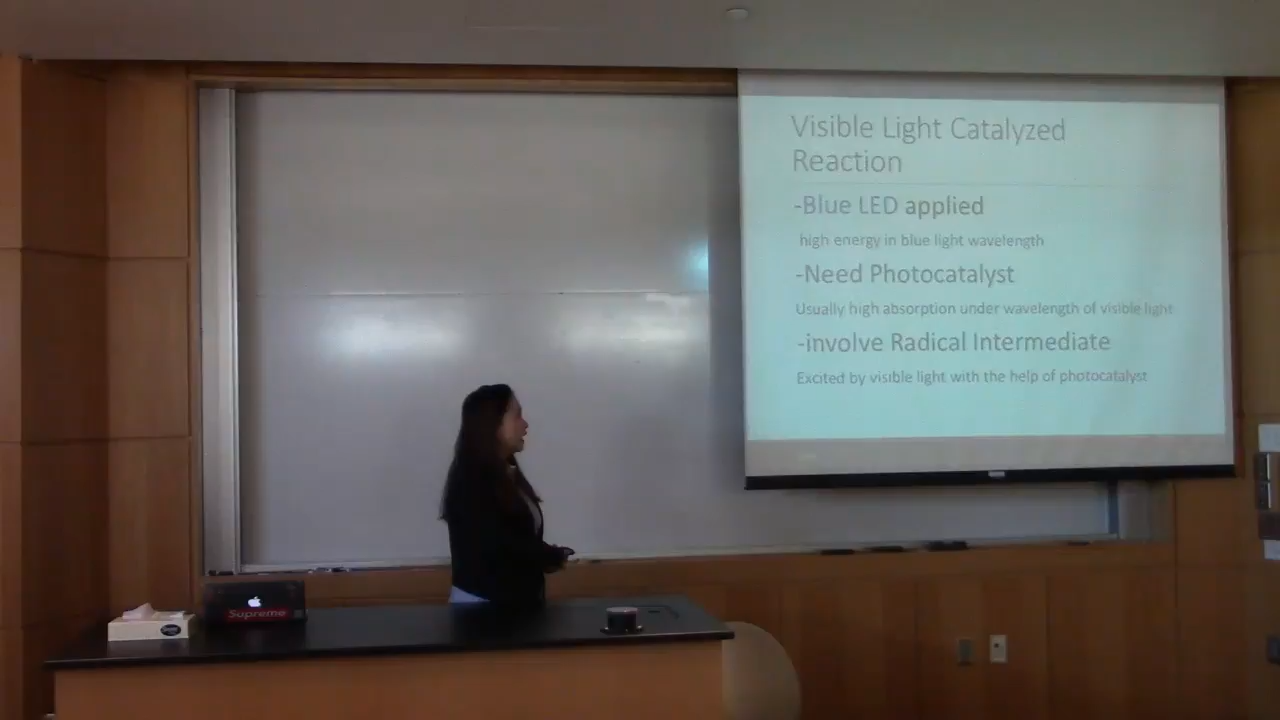 Visible Light Catalyzed
Reaction
-Blue LED applied
high energy in blue light wavelength
-Need Photocatalyst
Usually high absorption under wavelength of visible light
-involve Radical Intermediate
Excited by visible light with the help of photocatalyst
Supreme